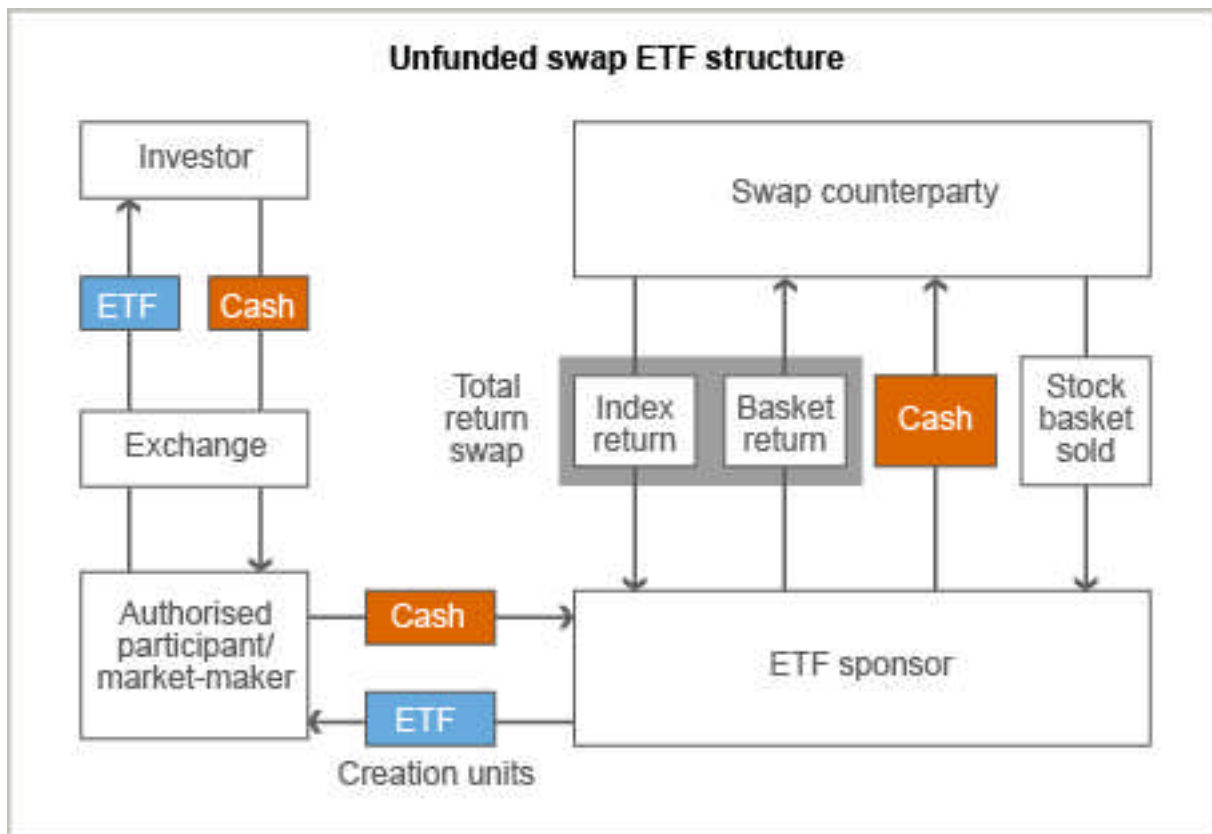 Unfunded swap ETF structure
Investor
Swap counterparty
ETF
Cash
Total
return
swap
Index
return
Basket
return
Cash
Stock
basket
sold
Exchange
Authorised
participant/
market-maker
Cash
ETF sponsor
ETF
Creation units